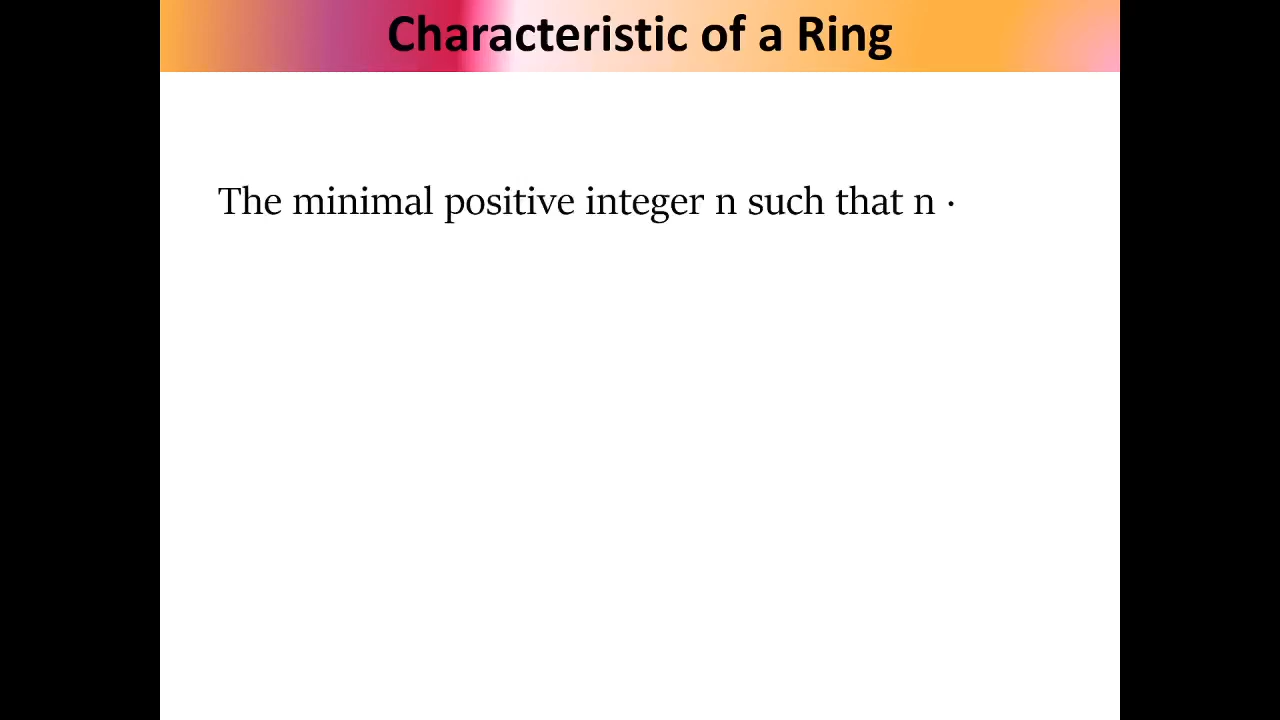 Characteristic of a Ring
The minimal positive integer n such that n ·